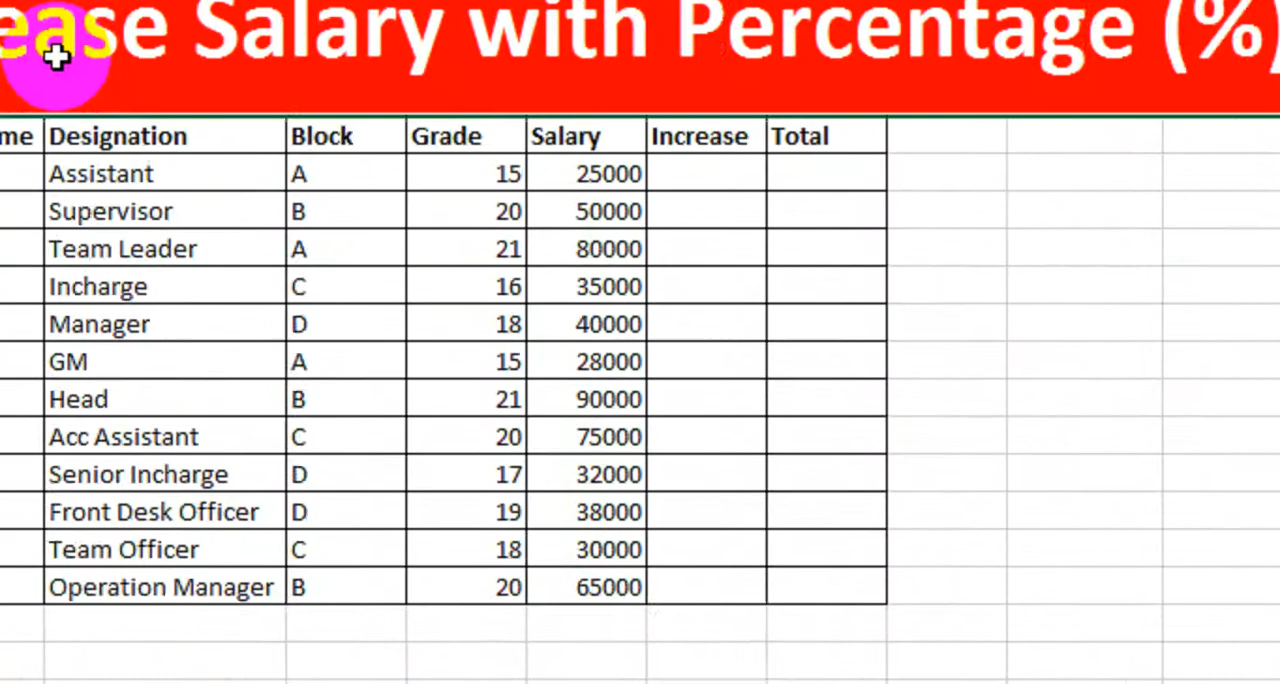 ease Salary with Percentage (%)
me Designation Block Grade Salary Increase Total
Assistant A 15 25000
Supervisor B 20 50000
Team Leader A 21 80000
Incharge C 16 35000
Manager D 18 40000
GM A 15 28000
Head B 21 90000
Acc Assistant C 20 75000
Senior Incharge D 17 32000
Front Desk Officer D 19 38000
Team Officer C 18 30000
Operation Manager B 20 65000